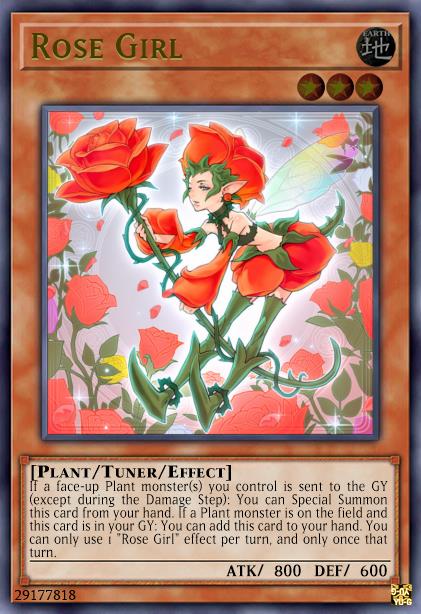 ROSE GIRL
EARTH
地
[PLANT/TUNER/EFFECT]
If a face-up Plant monster(s) you control is sent to the GY
(except during the Damage Step): You can Special Summon
this card from your hand. If a Plant monster is on the field and
this card is in your GY: You can add this card to your hand. You
can only use 1 "Rose Girl" effect per turn, and only once that
turn.
ATK/ 800 DEF/ 600
29177818